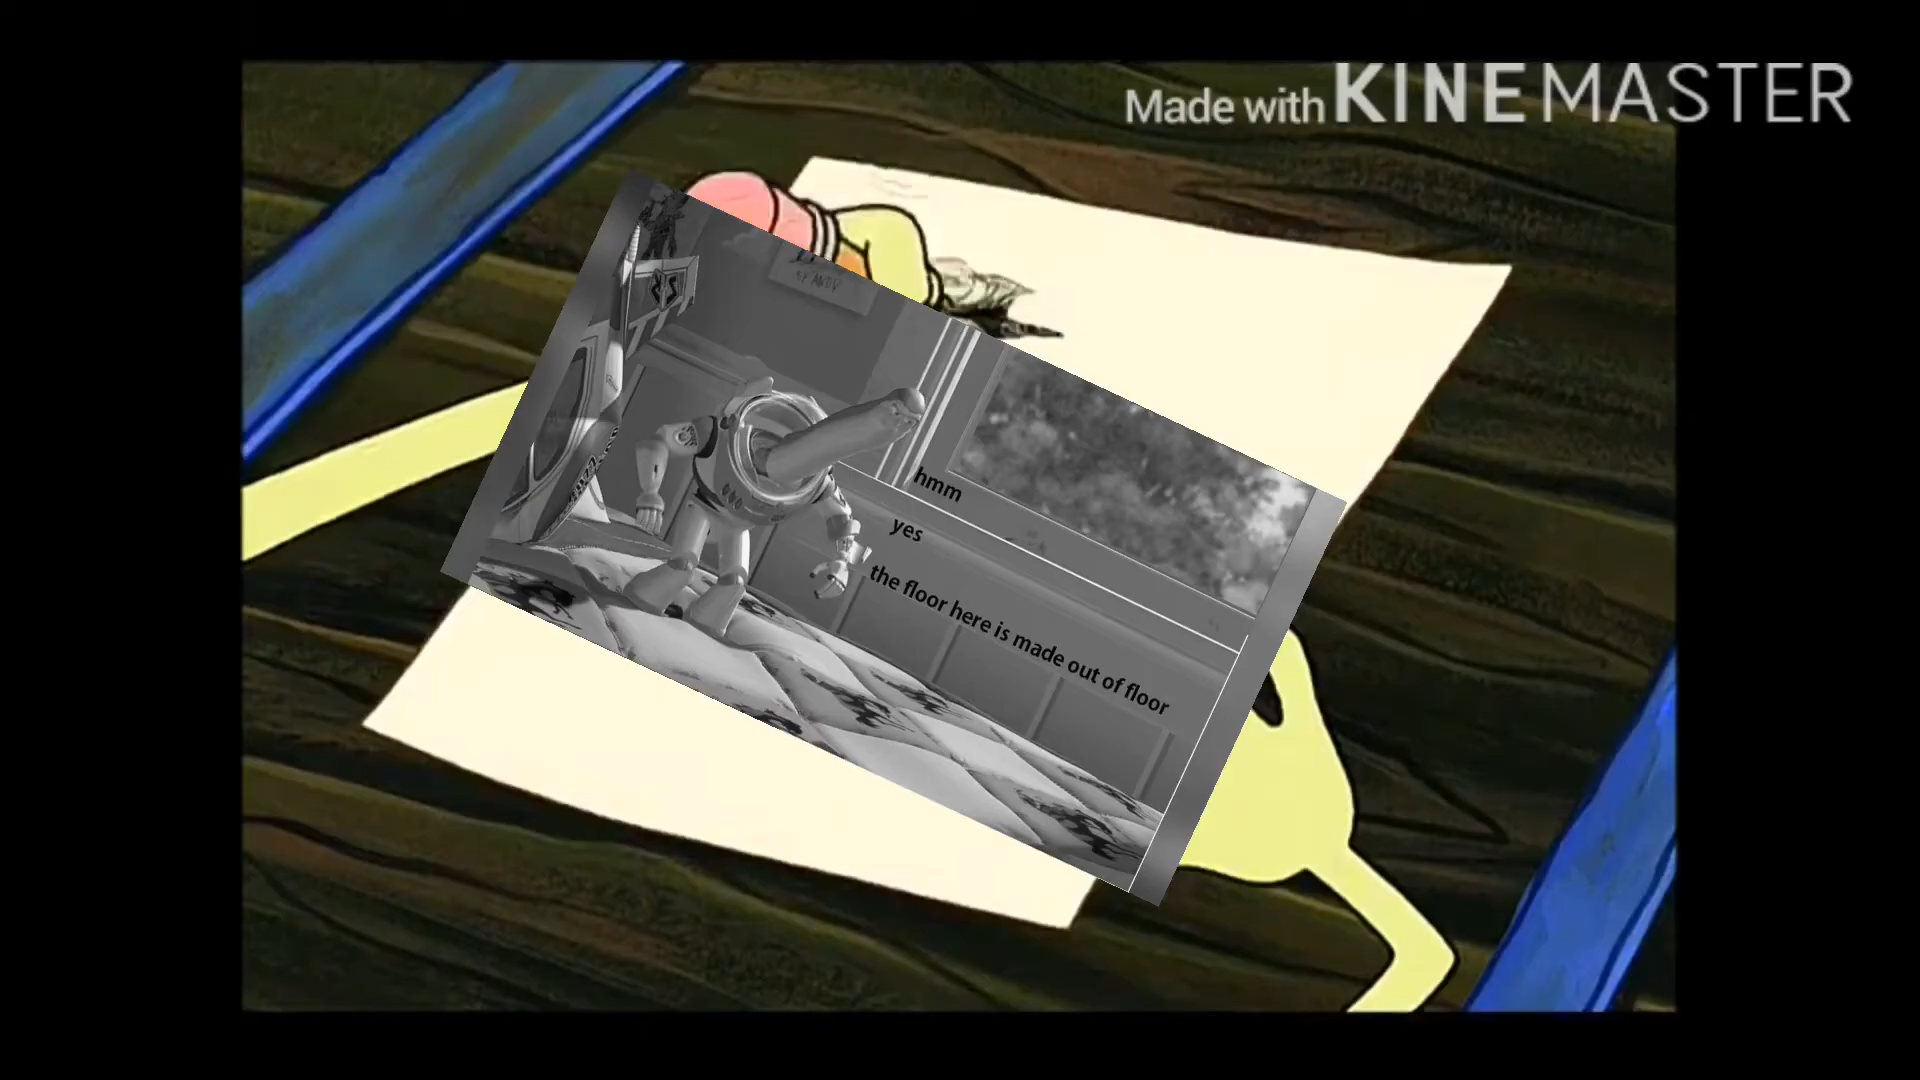 Made with KINEMASTER
hmm
yes
the floor here is made out of floor